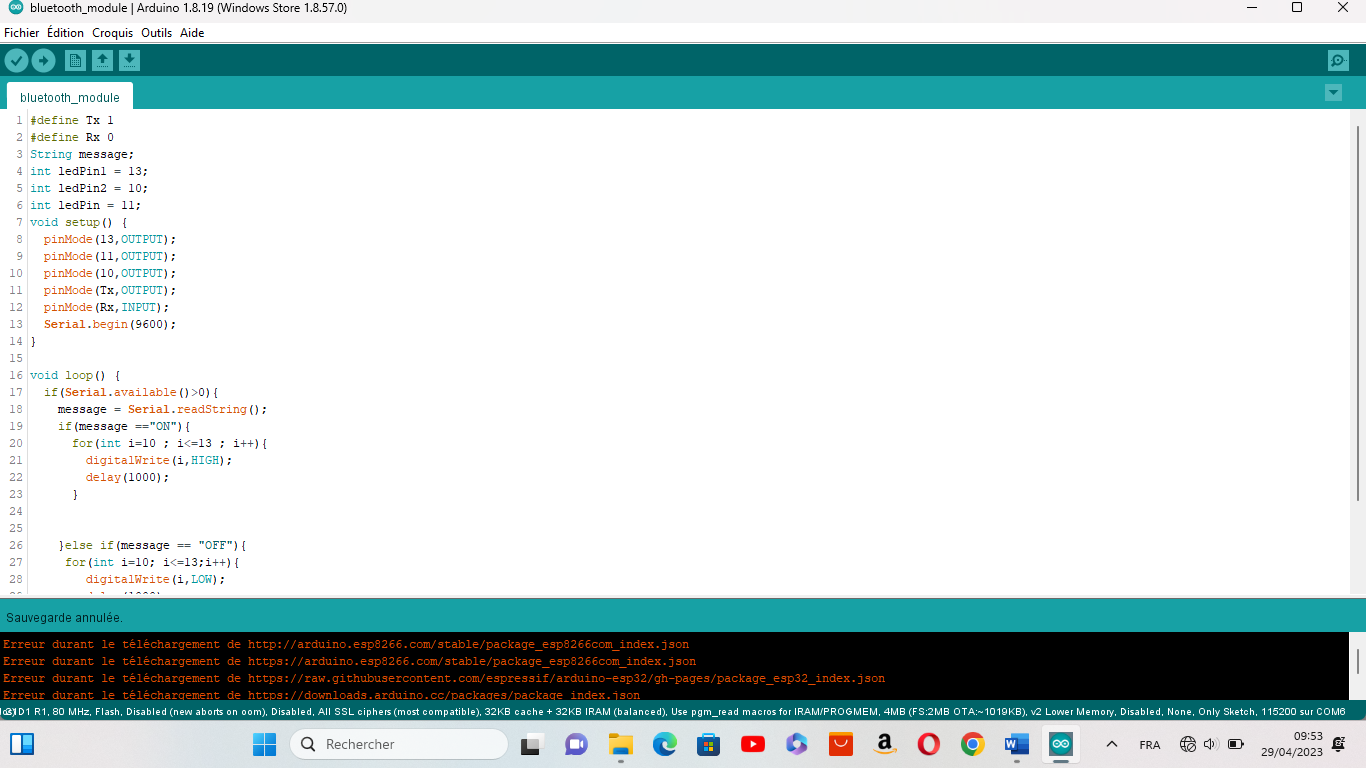 bluetooth_module | Arduino 1.8.19 (Windows Store 1.8.57.0)
Fichier Édition Croquis Outils Aide
bluetooth_module
1 #define Tx 1
2 #define Rx 0
3 String message;
4 int ledPin1 = 13;
5 int ledPin2 = 10;
6 int ledPin = 11;
7 void setup() {
8 pinMode(13,OUTPUT);
9 pinMode(11,OUTPUT);
10 pinMode(10,OUTPUT);
11 pinMode(Tx,OUTPUT);
12 pinMode(Rx,INPUT);
13 Serial.begin(9600);
14 }
15
16 void loop() {
17 if(Serial.available()>0){
18 message = Serial.readString();
19 if(message =="ON"){
20 for(int i=10 ; i<=13 ; i++){
21 digitalWrite(i,HIGH);
22 delay(1000);
23 }
24
25
26 }else if(message == "OFF"){
27 for(int i=10; i<=13;i++){
28 digitalWrite(i,LOW);
Sauvegarde annulée.
Erreur durant le téléchargement de http://arduino.esp8266.com/stable/package_esp8266com_index.json
Erreur durant le téléchargement de https://arduino.esp8266.com/stable/package_esp8266com_index.json
Erreur durant le téléchargement de https://raw.githubusercontent.com/espressif/arduino-esp32/gh-pages/package_esp32_index.json
Erreur durant le téléchargement de https://downloads.arduino.cc/packages/package_index.json
D1 R1, 80 MHz, Flash, Disabled (new aborts on oom), Disabled, All SSL ciphers (most compatible), 32KB cache + 32KB IRAM (balanced), Use pgm_read macros for IRAM/PROGMEM, 4MB (FS:2MB OTA:~1019KB), v2 Lower Memory, Disabled, None, Only Sketch, 115200 sur COM6
Rechercher
FRA
09:53
29/04/2023